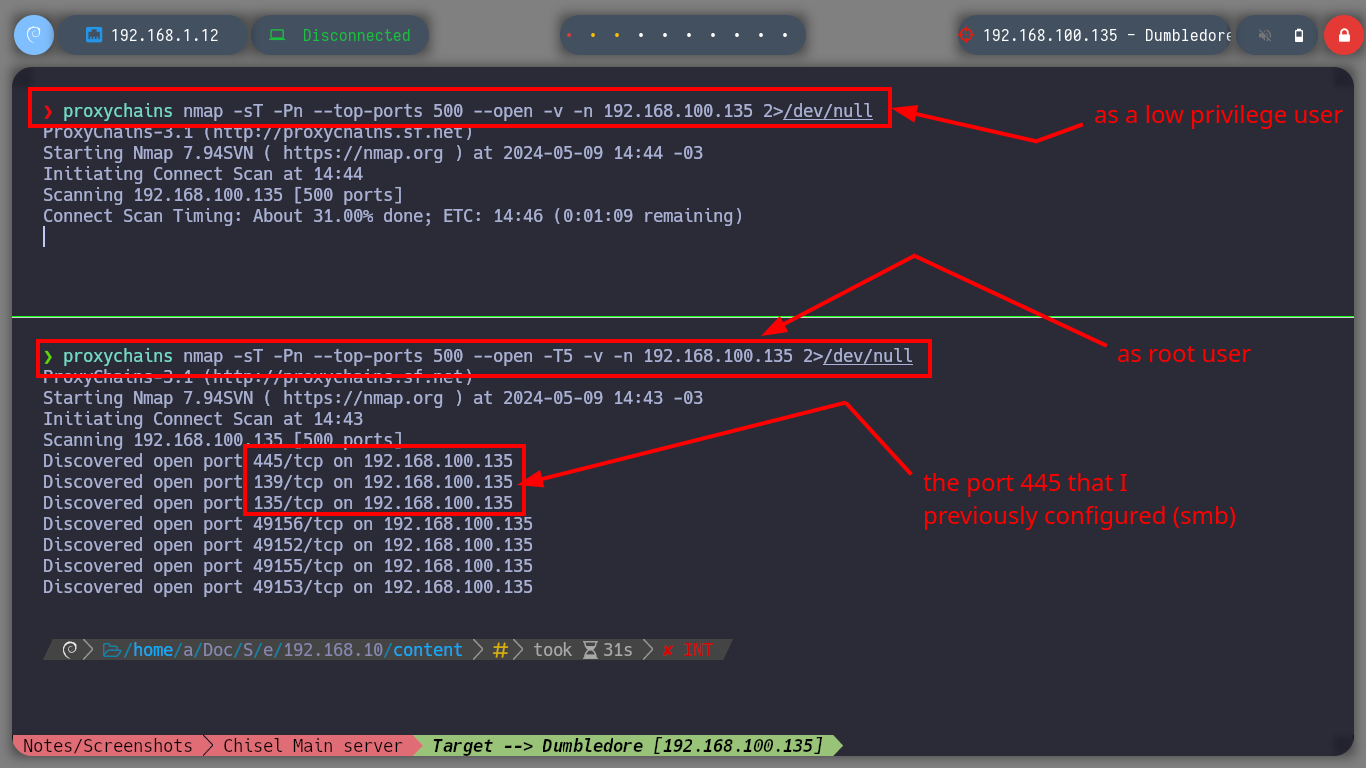 192.168.1.12
Disconnected
192.168.100.135 - Dumbledore
❯ proxychains nmap -sT -Pn --top-ports 500 --open -v -n 192.168.100.135 2>/dev/null
as a low privilege user
ProxyChains-3.1 (http://proxychains.sf.net)
Starting Nmap 7.94SVN ( https://nmap.org ) at 2024-05-09 14:44 -03
Initiating Connect Scan at 14:44
Scanning 192.168.100.135 [500 ports]
Connect Scan Timing: About 31.00% done; ETC: 14:46 (0:01:09 remaining)
❯ proxychains nmap -sT -Pn --top-ports 500 --open -T5 -v -n 192.168.100.135 2>/dev/null
as root user
ProxyChains-3.1 (http://proxychains.sf.net)
Starting Nmap 7.94SVN ( https://nmap.org ) at 2024-05-09 14:43 -03
Initiating Connect Scan at 14:43
Scanning 192.168.100.135 [500 ports]
Discovered open port 445/tcp on 192.168.100.135
Discovered open port 139/tcp on 192.168.100.135
Discovered open port 135/tcp on 192.168.100.135
the port 445 that I
previously configured (smb)
Discovered open port 49156/tcp on 192.168.100.135
Discovered open port 49152/tcp on 192.168.100.135
Discovered open port 49155/tcp on 192.168.100.135
Discovered open port 49153/tcp on 192.168.100.135
/home/a/Doc/S/e/192.168.10/content # took 31s ✘ INT
Notes/Screenshots Chisel Main server Target --> Dumbledore [192.168.100.135]